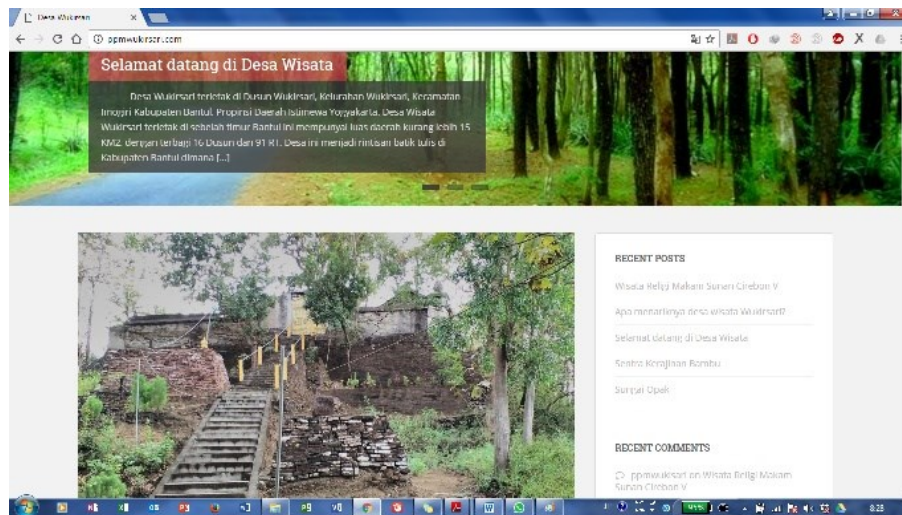 Desa Wukirsari
ppmwukirsari.com
Selamat datang di Desa Wisata
Desa Wukirsari terletak di Dusun Wukirsari, Kelurahan Wukirsari, Kecamatan
Imogiri Kabupaten Bantul, Propinsi Daerah Istimewa Yogyakarta. Desa Wisata
Wukirsari terletak di sebelah timur Bantul ini mempunyai luas daerah kurang lebih 15
KM2, dengan terbagi 16 Dusun dan 91 RT. Desa ini menjadi rintisan batik tulis di
Kabupaten Bantul dimana [...]
RECENT POSTS
Wisata Religi Makam Sunan Cirebon V
Apa menariknya desa wisata Wukirsari?
Selamat datang di Desa Wisata
Sentra Kerajinan Bambu
Sungai Opak
RECENT COMMENTS
ppmwukisari on Wisata Religi Makam
Sunan Cirebon V
95%
8:28